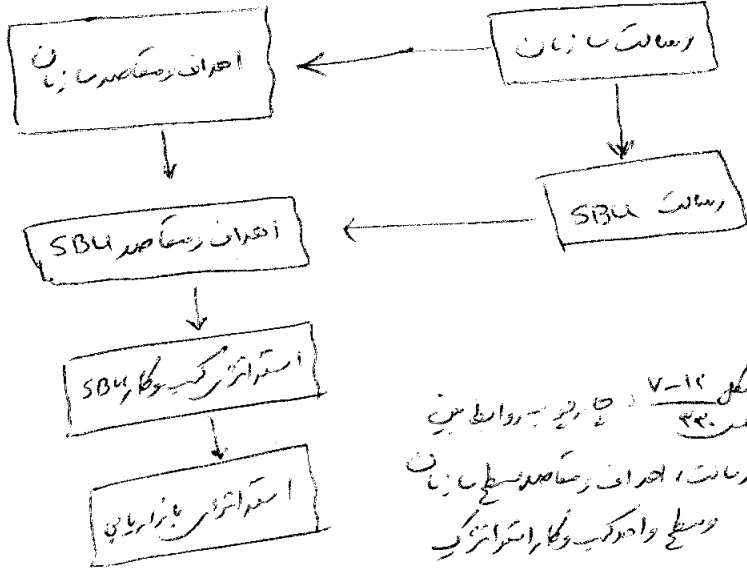 رسالت سازمان
اهداف و مقاصد سازمان
رسالت SBU
اهداف و مقاصد SBU
استراتژی کسب و کار SBU
استراتژی بازاریابی
شکل ۱۲-۷
ص ۳۳۰
چارچوب روابط بین
رسالت، اهداف و مقاصد سطح سازمان
و سطح واحد کسب و کار استراتژیک